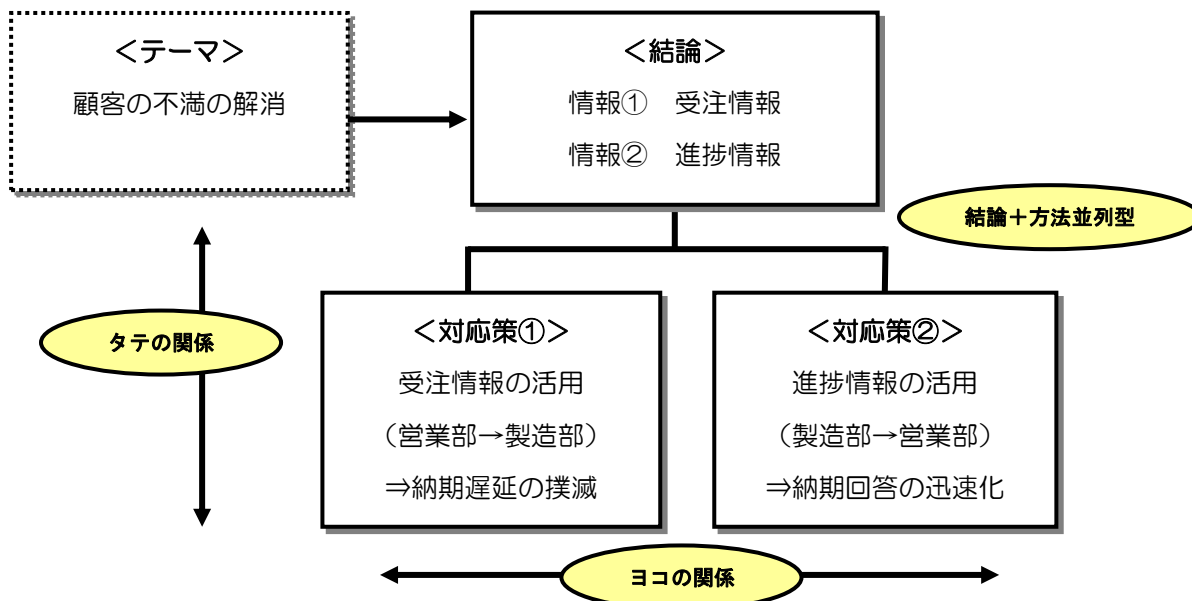 ＜テーマ＞
顧客の不満の解消
＜結論＞
情報①　受注情報
情報②　進捗情報
結論＋方法並列型
タテの関係
＜対応策①＞
受注情報の活用
（営業部→製造部）
⇒納期遅延の撲滅
＜対応策②＞
進捗情報の活用
（製造部→営業部）
⇒納期回答の迅速化
ヨコの関係